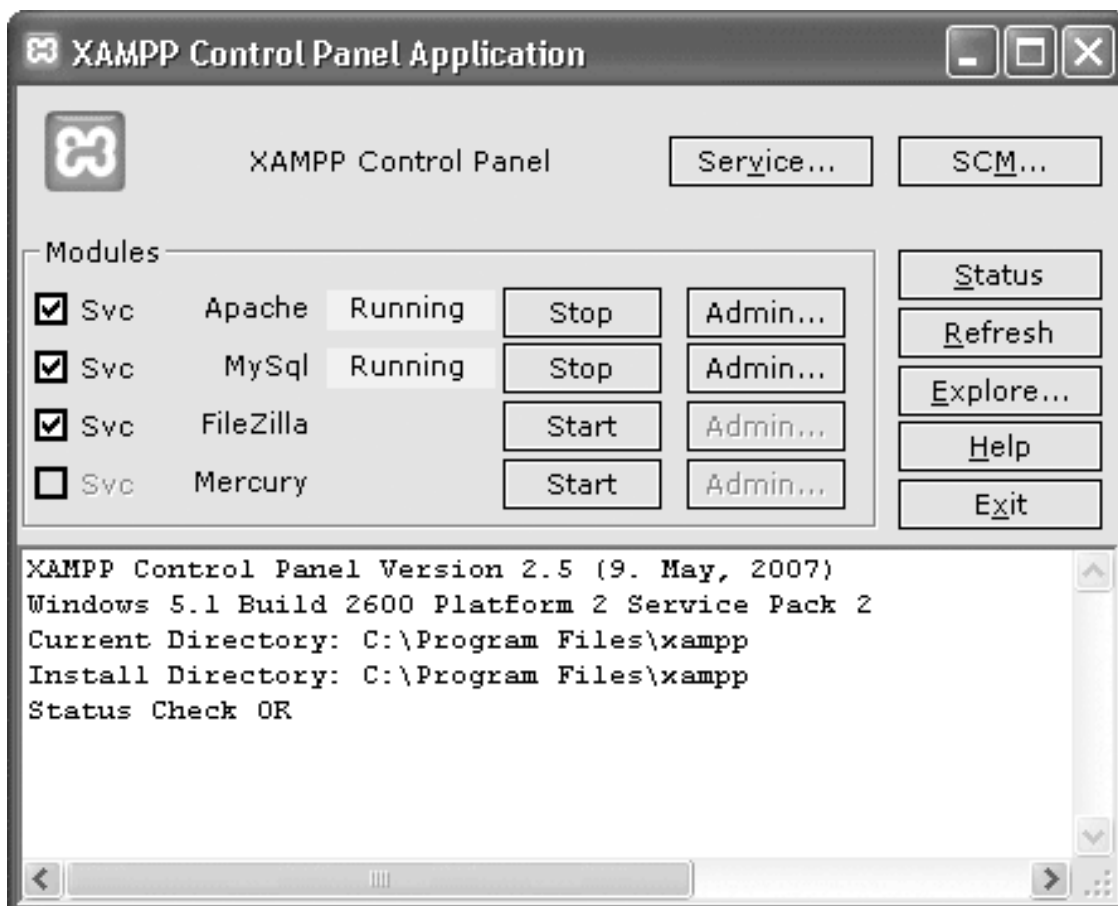 XAMPP Control Panel Application
XAMPP Control Panel Service... SCM...
Modules
Svc Apache Running Stop Admin...
Svc MySql Running Stop Admin...
Svc FileZilla Start Admin...
Svc Mercury Start Admin...
Status
Refresh
Explore...
Help
Exit
XAMPP Control Panel Version 2.5 (9. May, 2007)
Windows 5.1 Build 2600 Platform 2 Service Pack 2
Current Directory: C:\Program Files\xampp
Install Directory: C:\Program Files\xampp
Status Check OK